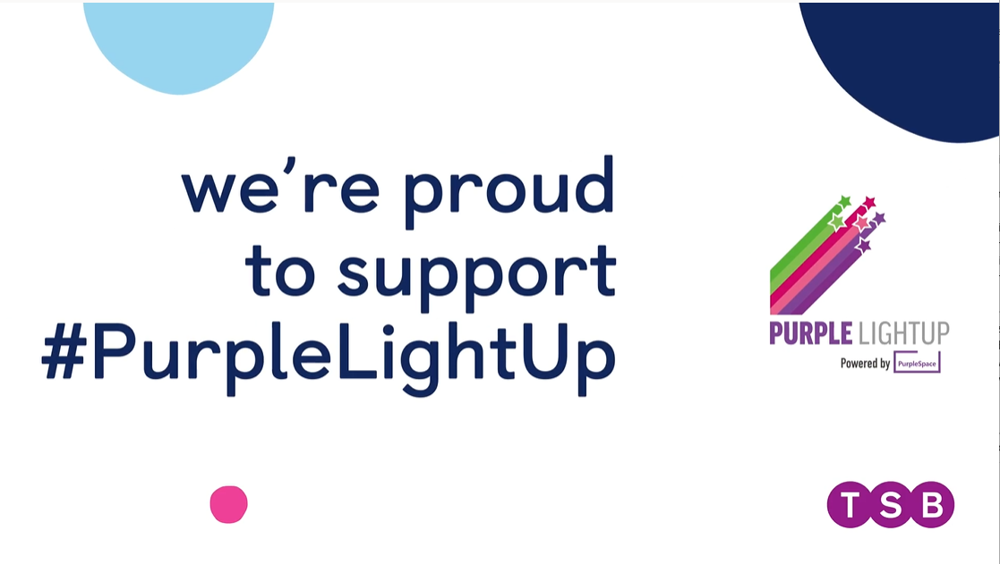 we're proud
to support
#PurpleLightUp
PURPLE LIGHTUP
Powered by PurpleSpace
TSB